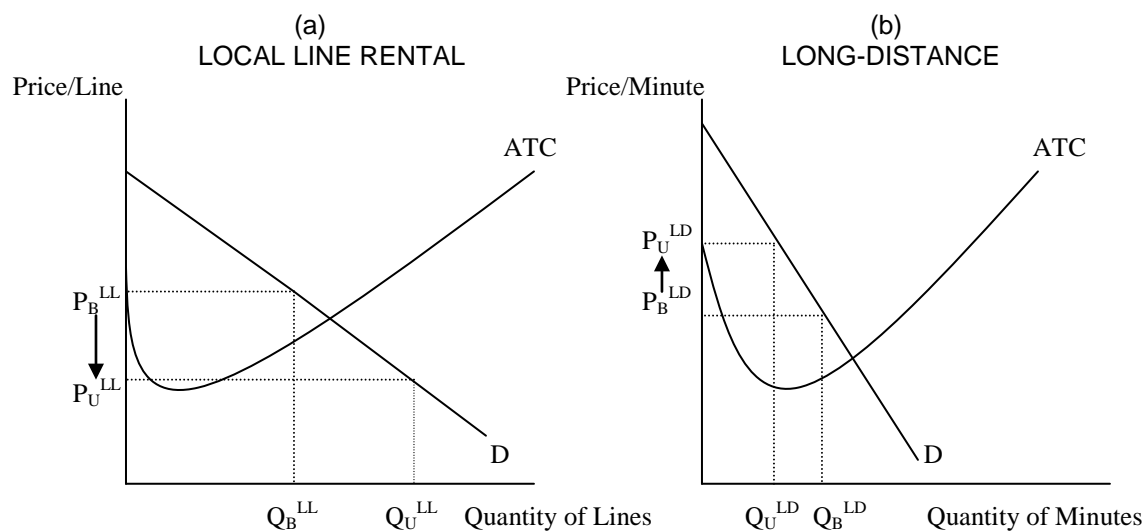 (a)
LOCAL LINE RENTAL
Price/Line
ATC
P_B^LL
P_U^LL
D
Q_B^LL Q_U^LL Quantity of Lines
(b)
LONG-DISTANCE
Price/Minute
ATC
P_U^LD
P_B^LD
D
Q_U^LD Q_B^LD Quantity of Minutes